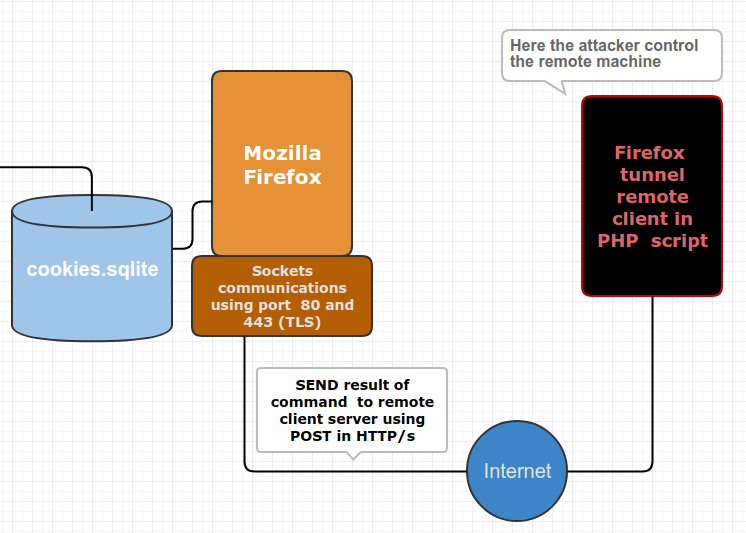 Here the attacker control
the remote machine
Mozilla
Firefox
Firefox
tunnel
remote
client in
PHP script
cookies.sqlite
Sockets
communications
using port 80 and
443 (TLS)
SEND result of
command to remote
client server using
POST in HTTP/s
Internet